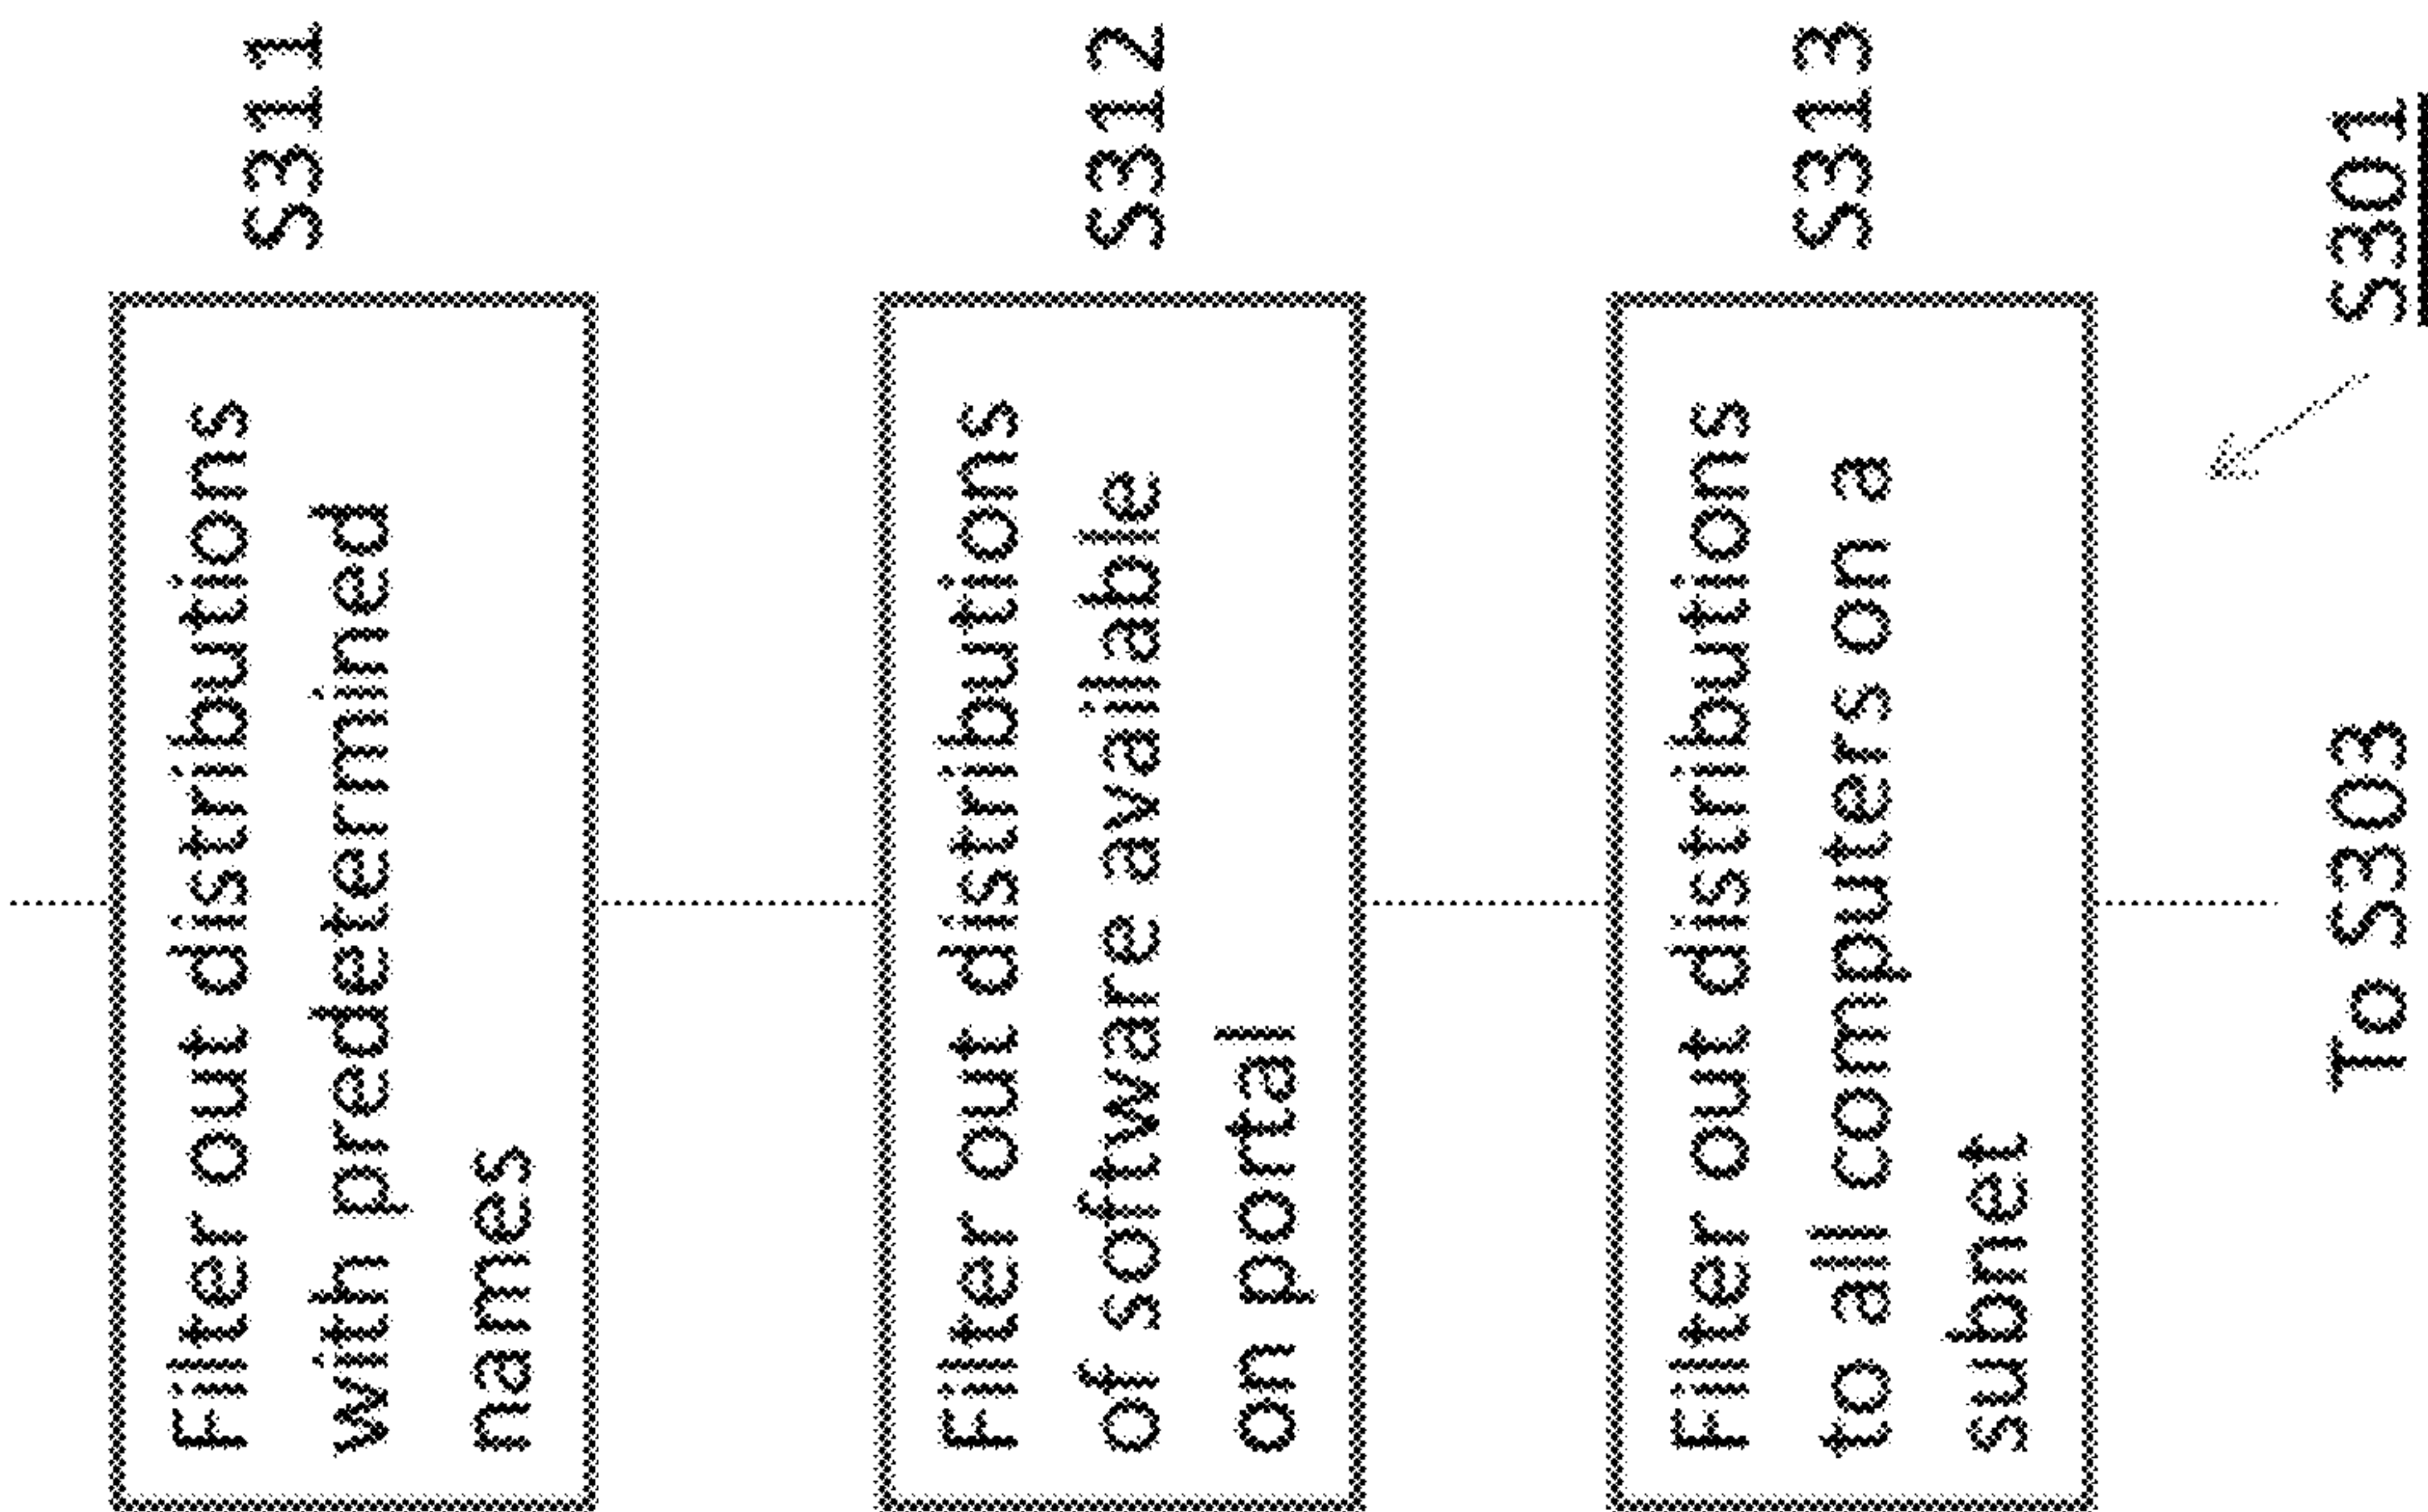 Filter out distributions
with predetermined
names
S311
Filter out distributions
of software available
on portal
S312
Filter out distributions
to all computers on a
subnet
S313
To S303
S301